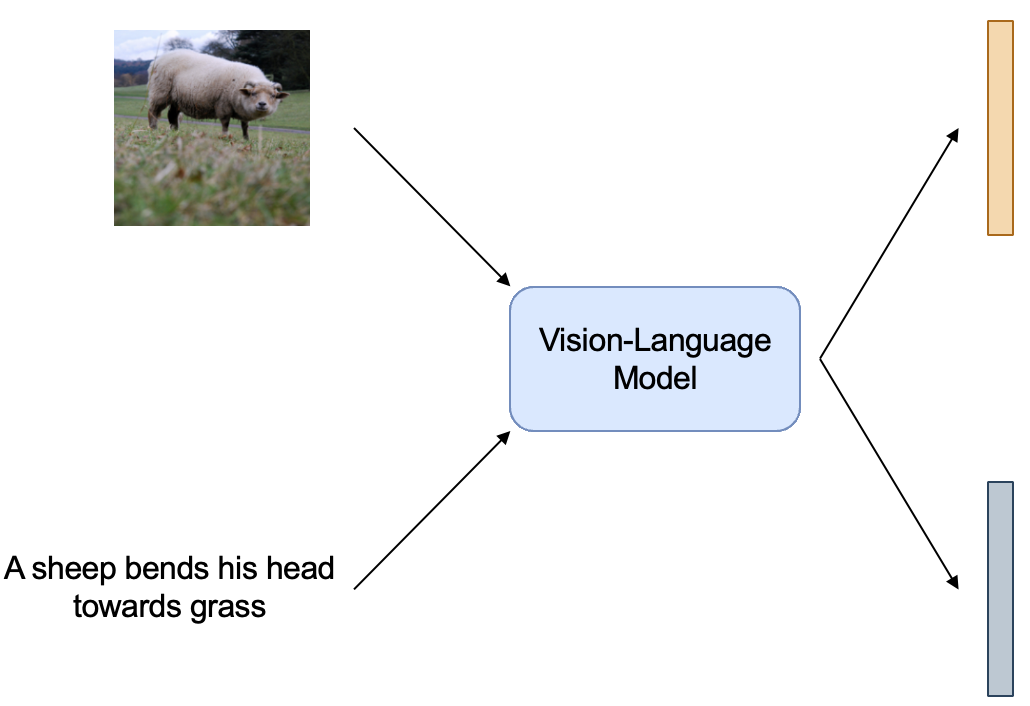 Vision-Language
Model
A sheep bends his head
towards grass